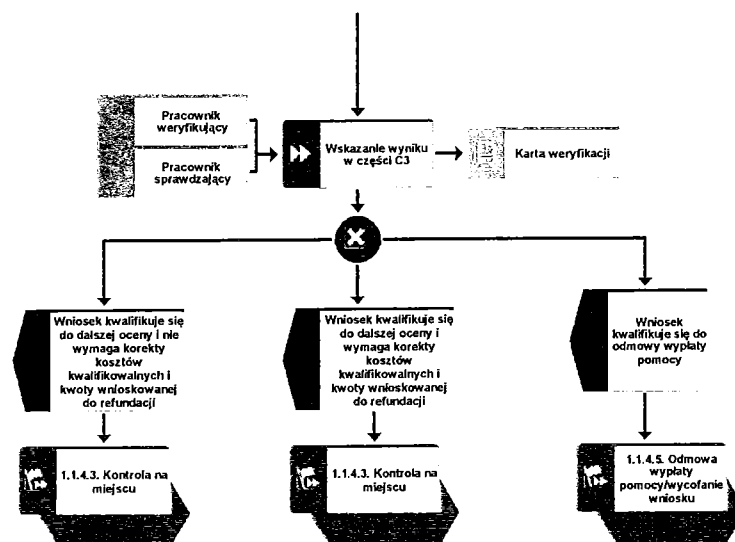 Pracownik
weryfikujący
Pracownik
sprawdzający
Wskazanie wyniku
w części C3
Karta weryfikacji
Wniosek kwalifikuje się
do dalszej oceny i nie
wymaga korekty
kosztów
kwalifikowalnych i
kwoty wnioskowanej
do refundacji
Wniosek kwalifikuje się
do dalszej oceny i
wymaga korekty
kosztów
kwalifikowalnych i
kwoty wnioskowanej
do refundacji
Wniosek
kwalifikuje się do
odmowy wypłaty
pomocy
1.1.4.3. Kontrola na
miejscu
1.1.4.3. Kontrola na
miejscu
1.1.4.5. Odmowa
wypłaty
pomocy/wycofanie
wniosku